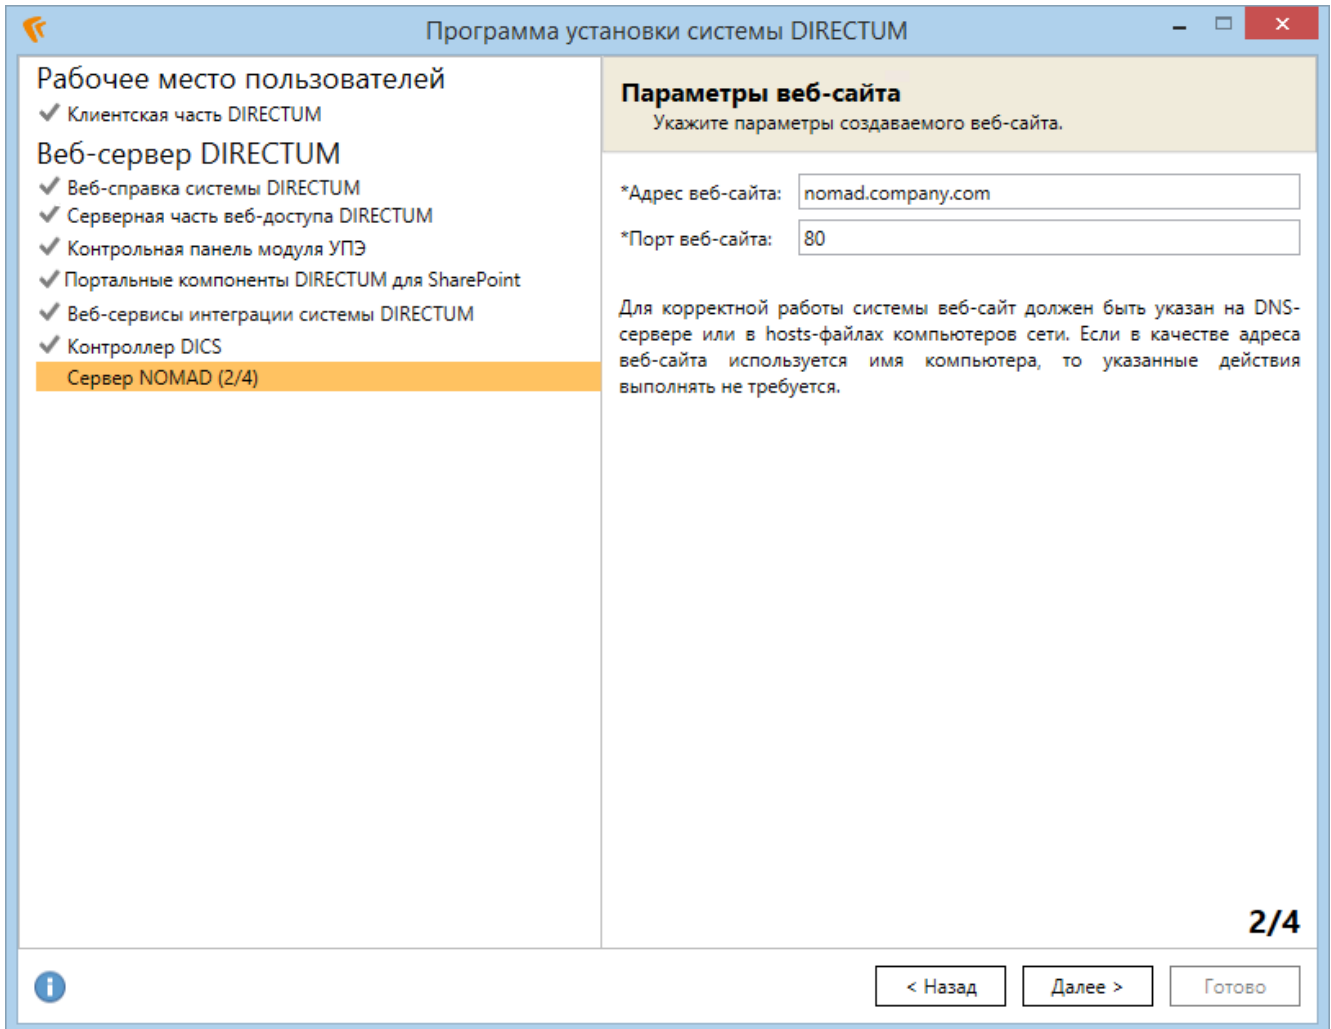 Программа установки системы DIRECTUM
Рабочее место пользователей
Клиентская часть DIRECTUM
Веб-сервер DIRECTUM
Веб-справка системы DIRECTUM
Серверная часть веб-доступа DIRECTUM
Контрольная панель модуля УПЭ
Портальные компоненты DIRECTUM для SharePoint
Веб-сервисы интеграции системы DIRECTUM
Контроллер DICS
Сервер NOMAD (2/4)
Параметры веб-сайта
Укажите параметры создаваемого веб-сайта.
*Адрес веб-сайта: nomad.company.com
*Порт веб-сайта: 80
Для корректной работы системы веб-сайт должен быть указан на DNS-
сервере или в hosts-файлах компьютеров сети. Если в качестве адреса
веб-сайта используется имя компьютера, то указанные действия
выполнять не требуется.
2/4
< Назад
Далее >
Готово